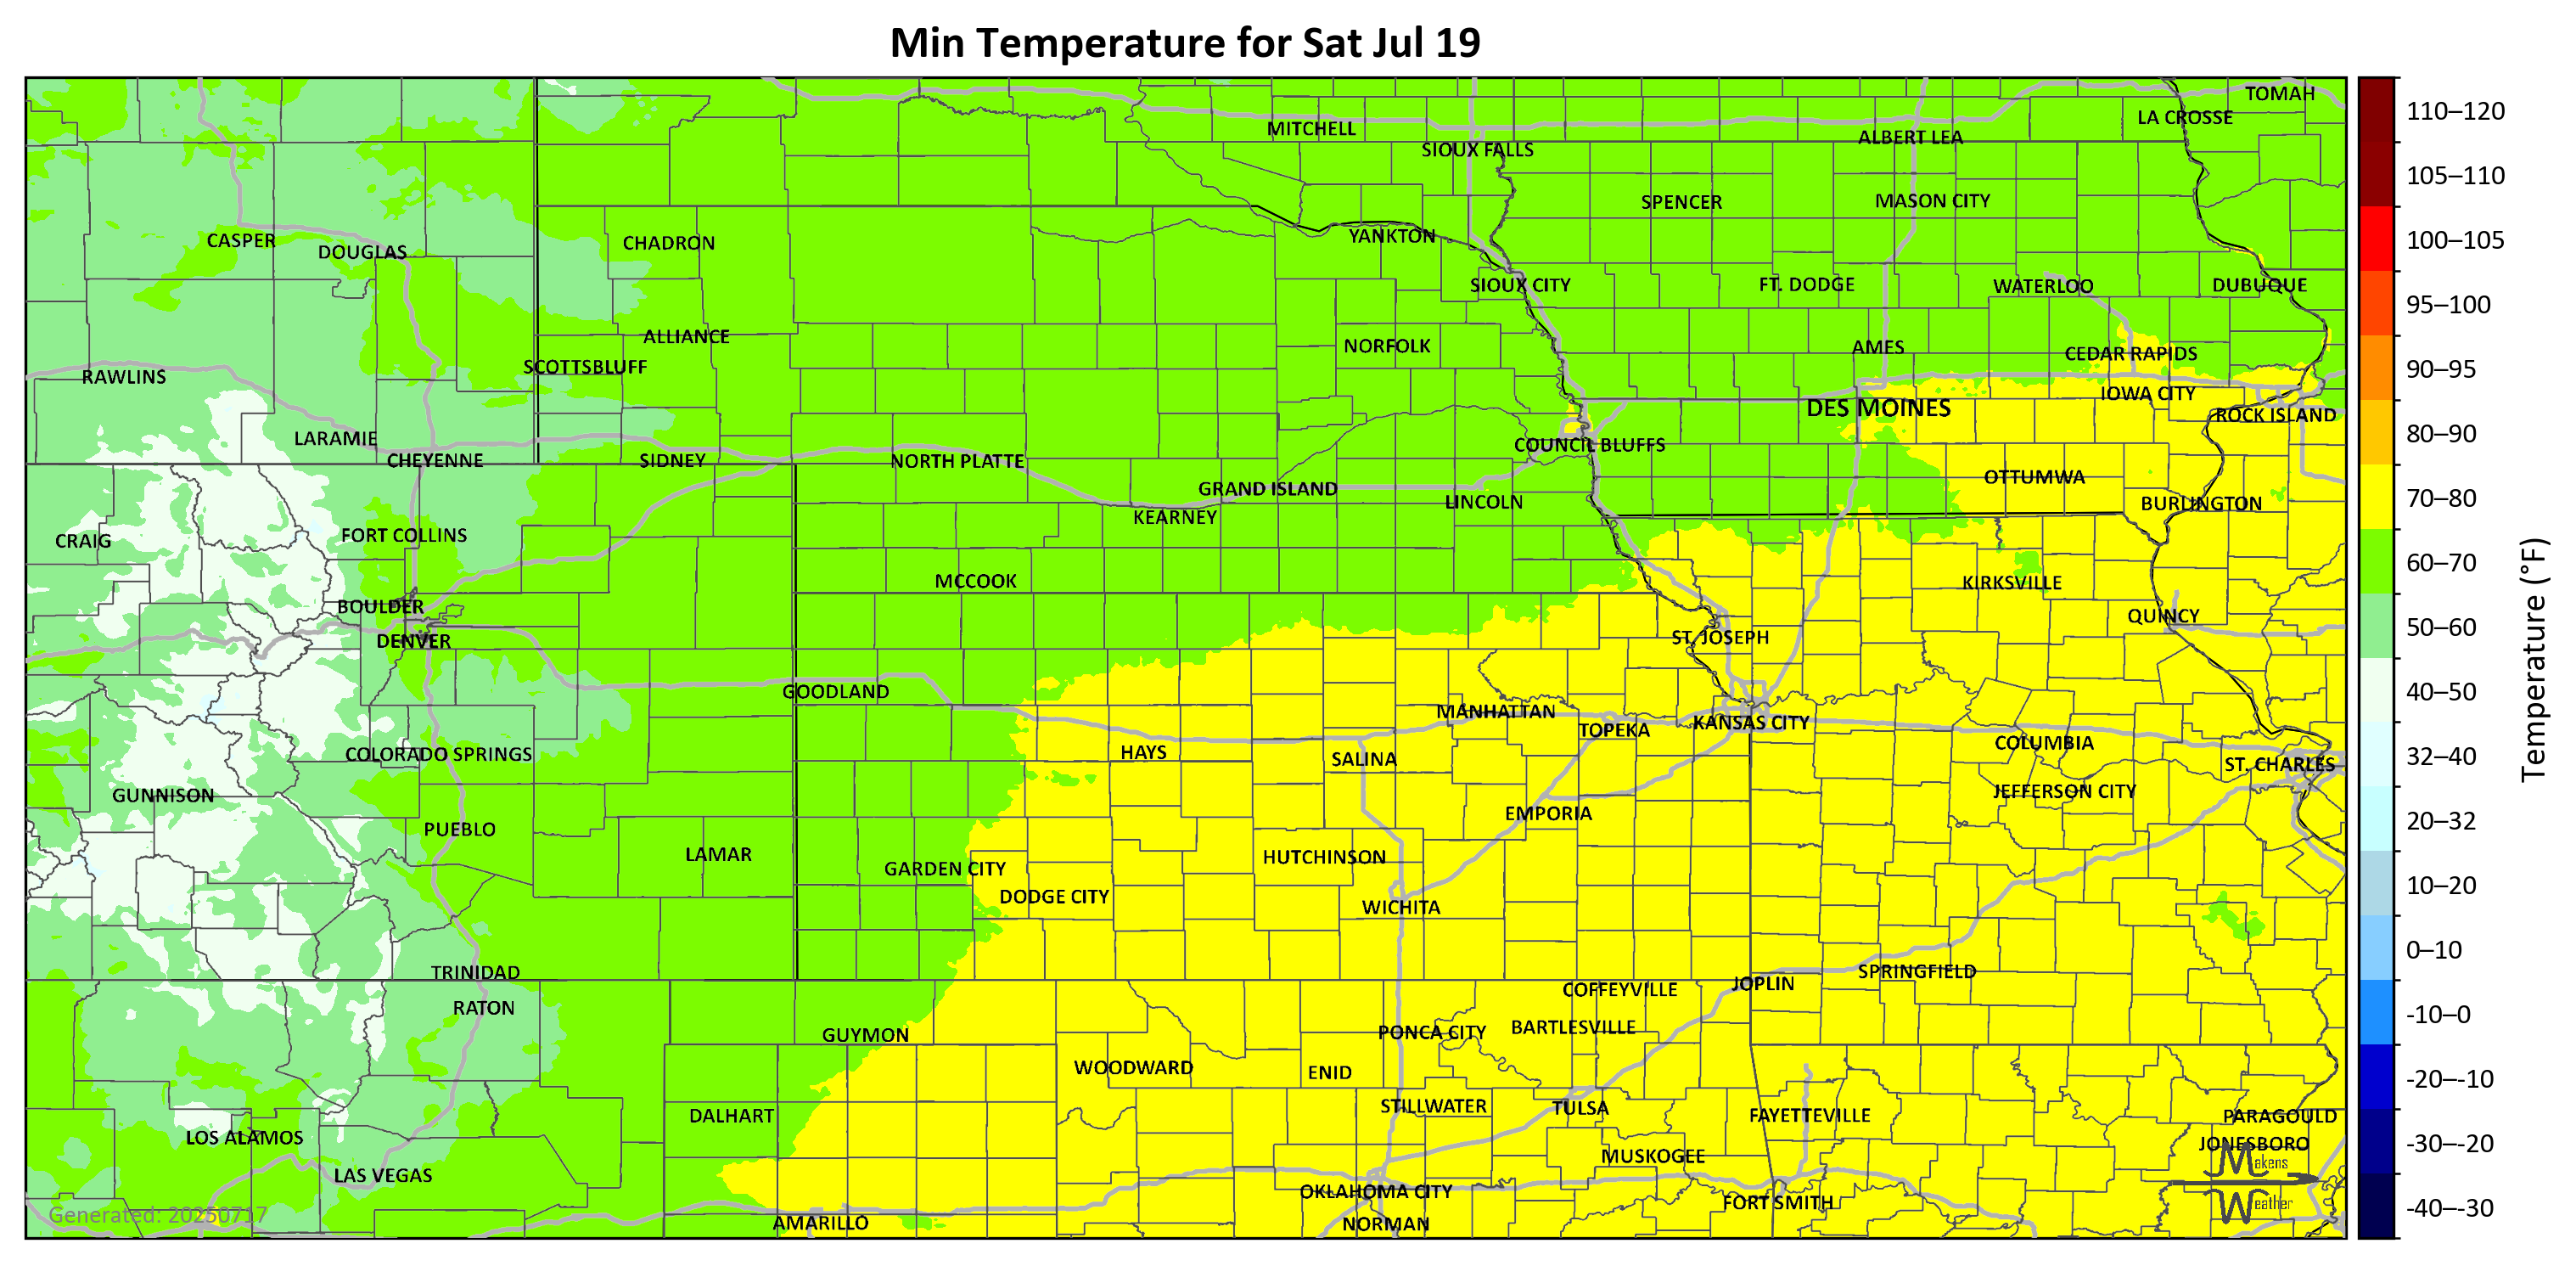 Min Temperature for Sat Jul 19
TOMAH
LA CROSSE
MITCHELL
ALBERT LEA
SIOUX FALLS
SPENCER
MASON CITY
CASPER
DOUGLAS
CHADRON
YANKTON
SIOUX CITY
FT. DODGE
WATERLOO
DUBUQUE
ALLIANCE
NORFOLK
AMES
CEDAR RAPIDS
SCOTTSBLUFF
RAWLINS
IOWA CITY
DES MOINES
ROCK ISLAND
LARAMIE
COUNCIL BLUFFS
CHEYENNE
SIDNEY
NORTH PLATTE
OTTUMWA
GRAND ISLAND
LINCOLN
BURLINGTON
KEARNEY
CRAIG
FORT COLLINS
MCCOOK
KIRKSVILLE
BOULDER
QUINCY
DENVER
ST. JOSEPH
GOODLAND
MANHATTAN
TOPEKA
KANSAS CITY
COLORADO SPRINGS
HAYS
SALINA
COLUMBIA
ST. CHARLES
GUNNISON
JEFFERSON CITY
EMPORIA
PUEBLO
LAMAR
HUTCHINSON
GARDEN CITY
DODGE CITY
WICHITA
TRINIDAD
SPRINGFIELD
JOPLIN
COFFEYVILLE
RATON
GUYMON
PONCA CITY
BARTLESVILLE
WOODWARD
ENID
STILLWATER
TULSA
DALHART
FAYETTEVILLE
PARAGOULD
LOS ALAMOS
JONESBORO
MUSKOGEE
LAS VEGAS
OKLAHOMA CITY
FORT SMITH
AMARILLO
NORMAN
Generated: 20250717
Makens
Weather
110–120
105–110
100–105
95–100
90–95
80–90
70–80
60–70
50–60
40–50
32–40
20–32
10–20
0–10
-10–0
-20–-10
-30–-20
-40–-30
Temperature (°F)